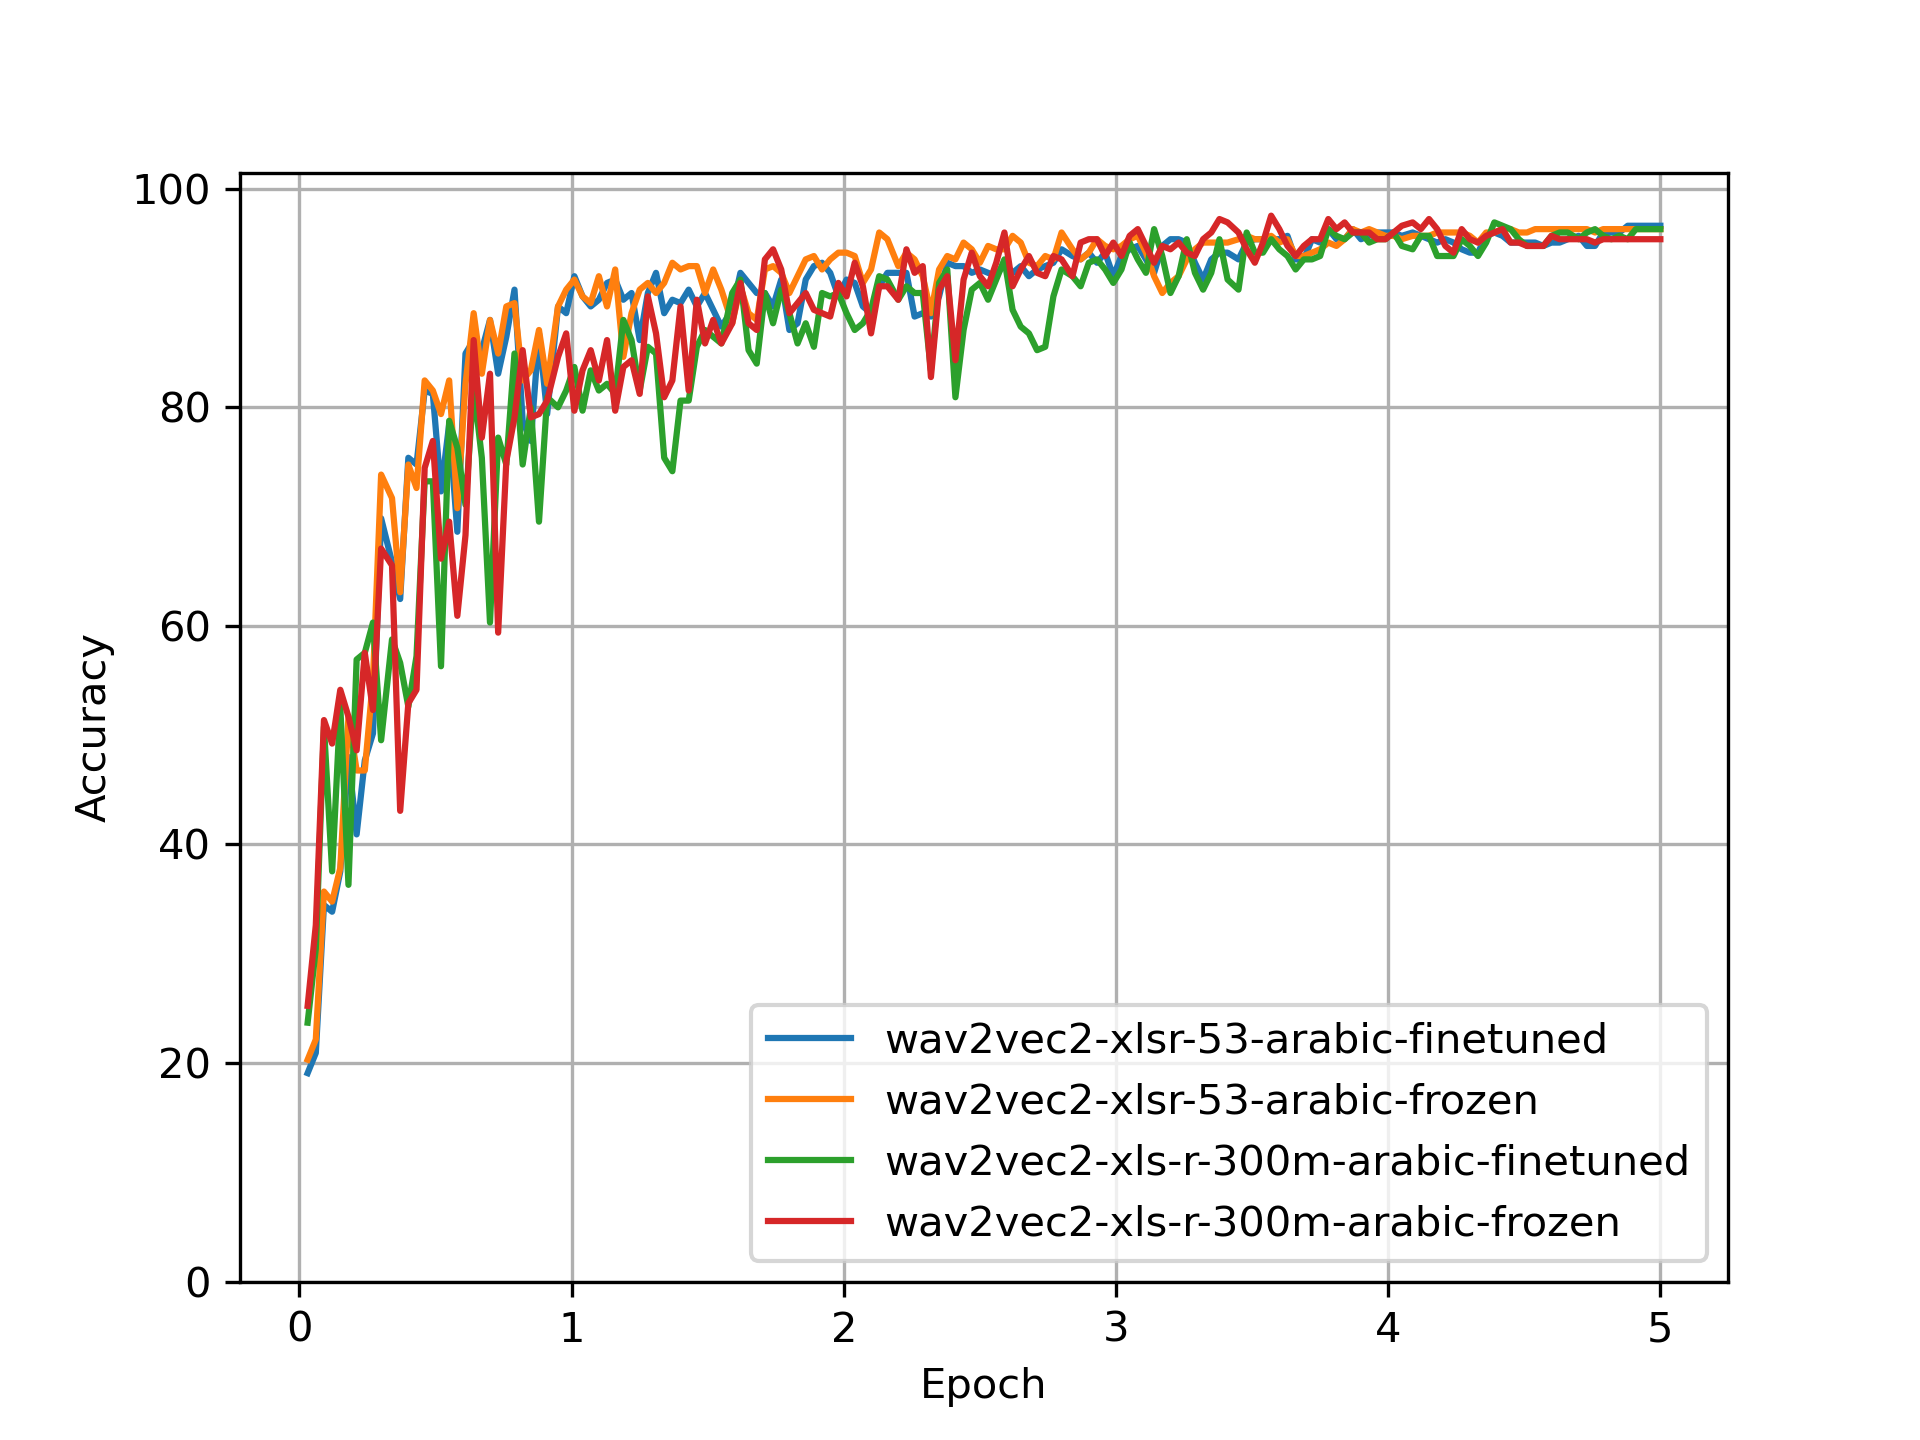 100
80
60
40
20
0
Accuracy
wav2vec2-xlsr-53-arabic-finetuned
wav2vec2-xlsr-53-arabic-frozen
wav2vec2-xls-r-300m-arabic-finetuned
wav2vec2-xls-r-300m-arabic-frozen
0 1 2 3 4 5
Epoch